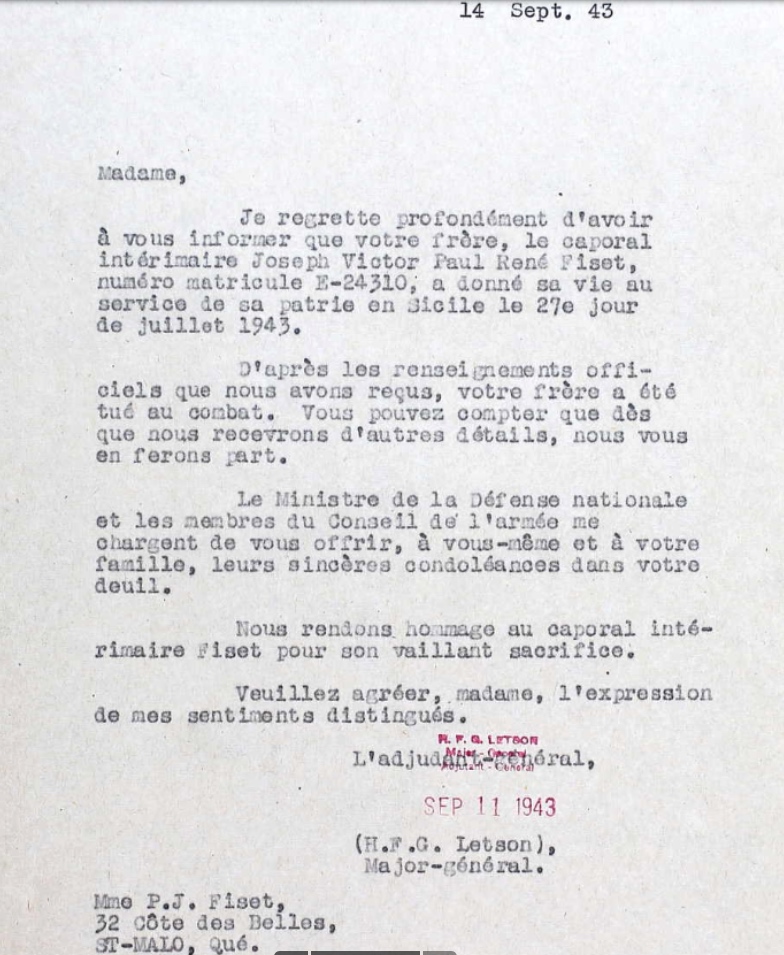 14 Sept. 43
Madame,
Je regrette profondément d'avoir
à vous informer que votre frère, le caporal
intérimaire Joseph Victor Paul René Fiset,
numéro matricule E-24310, a donné sa vie au
service de sa patrie en Sicile le 27e jour
de juillet 1943.
D'après les renseignements offi-
ciels que nous avons reçus, votre frère a été
tué au combat. Vous pouvez compter que dès
que nous recevrons d'autres détails, nous vous
en ferons part.
Le Ministre de la Défense nationale
et les membres du Conseil de l'armée me
chargent de vous offrir, à vous-même et à votre
famille, leurs sincères condoléances dans votre
deuil.
Nous rendons hommage au caporal inté-
rimaire Fiset pour son vaillant sacrifice.
Veuillez agréer, madame, l'expression
de mes sentiments distingués.
H. F. G. LETSON
Major - General
Adjutant - General
L'adjudant-général,
SEP 11 1943
(H.F.G. Letson),
Major-général.
Mme P.J. Fiset,
32 Côte des Belles,
ST-MALO, Qué.